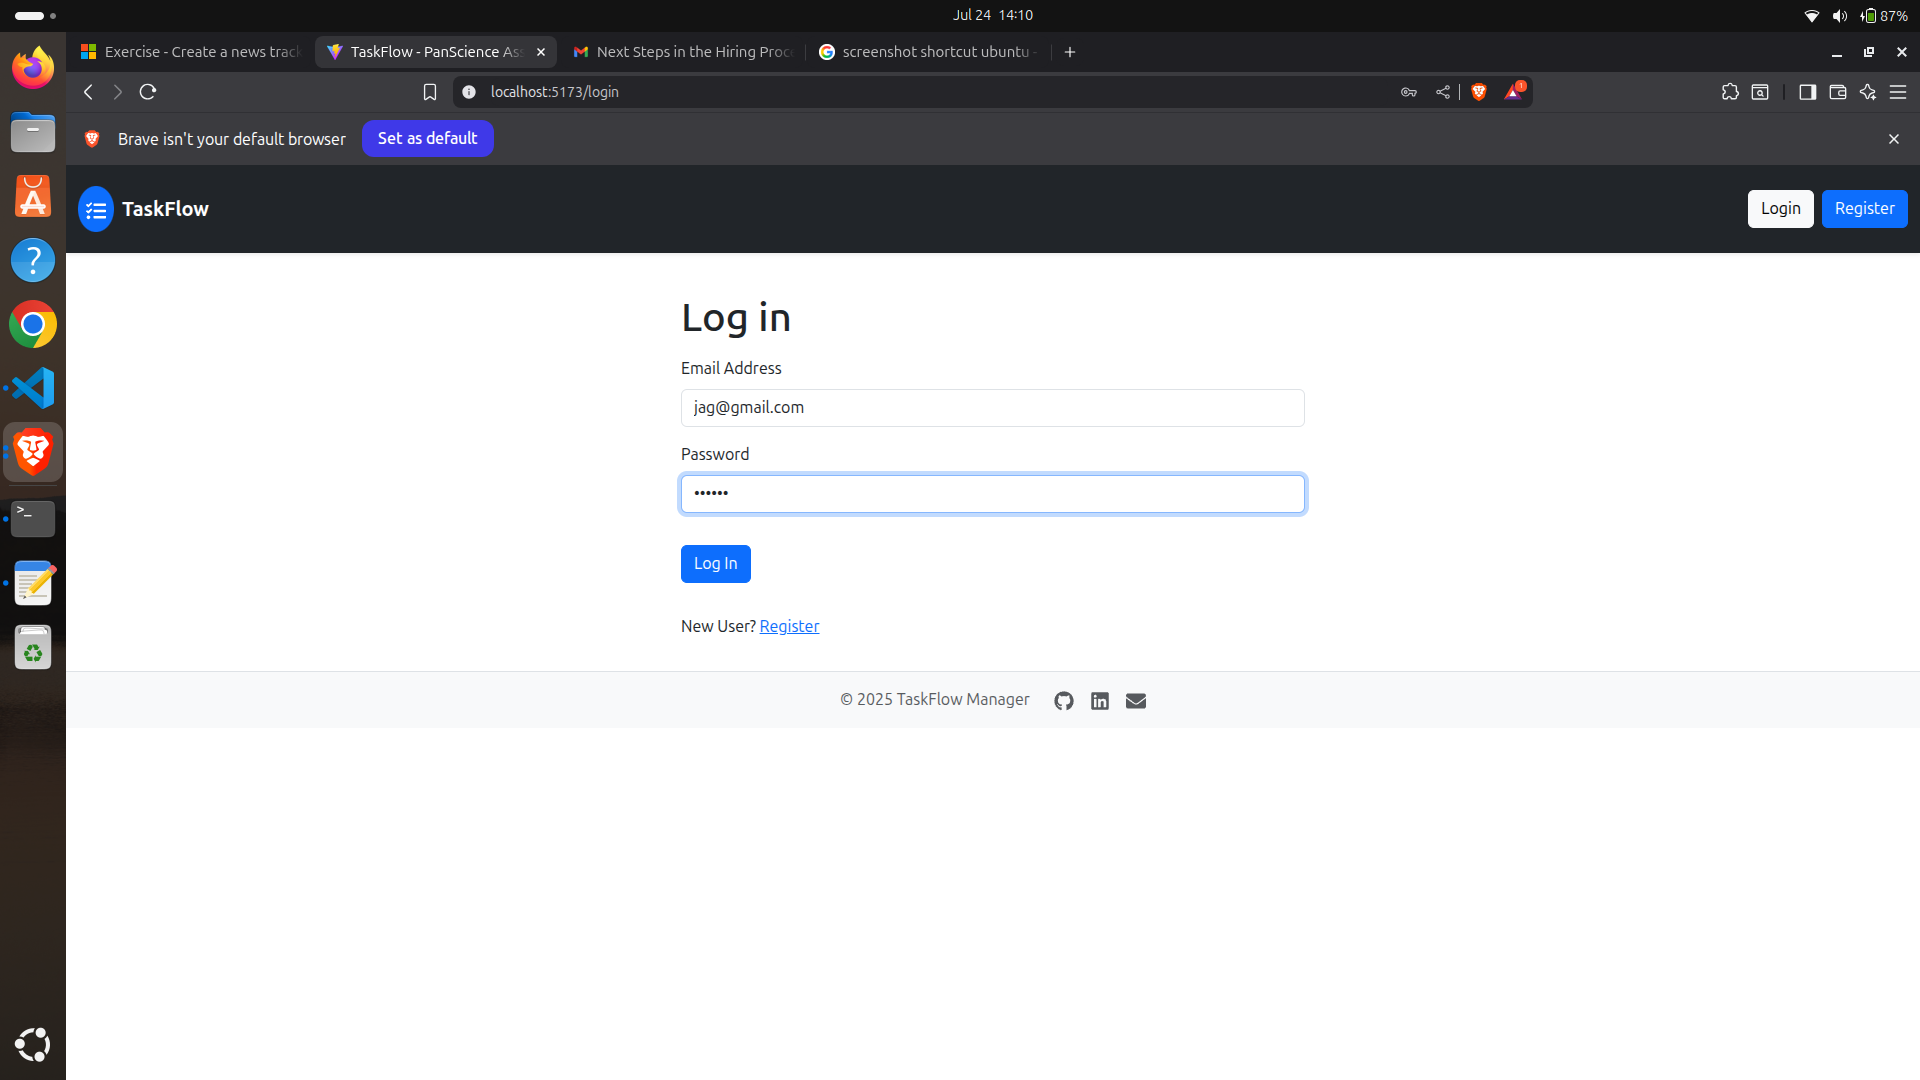 Jul 24 14:10
87%
Exercise - Create a news track
TaskFlow - PanScience Ass
Next Steps in the Hiring Proc
screenshot shortcut ubuntu -
localhost:5173/login
1
Brave isn't your default browser
Set as default
TaskFlow
Login
Register
Log in
Email Address
jag@gmail.com
Password
••••••
Log In
New User? Register
© 2025 TaskFlow Manager